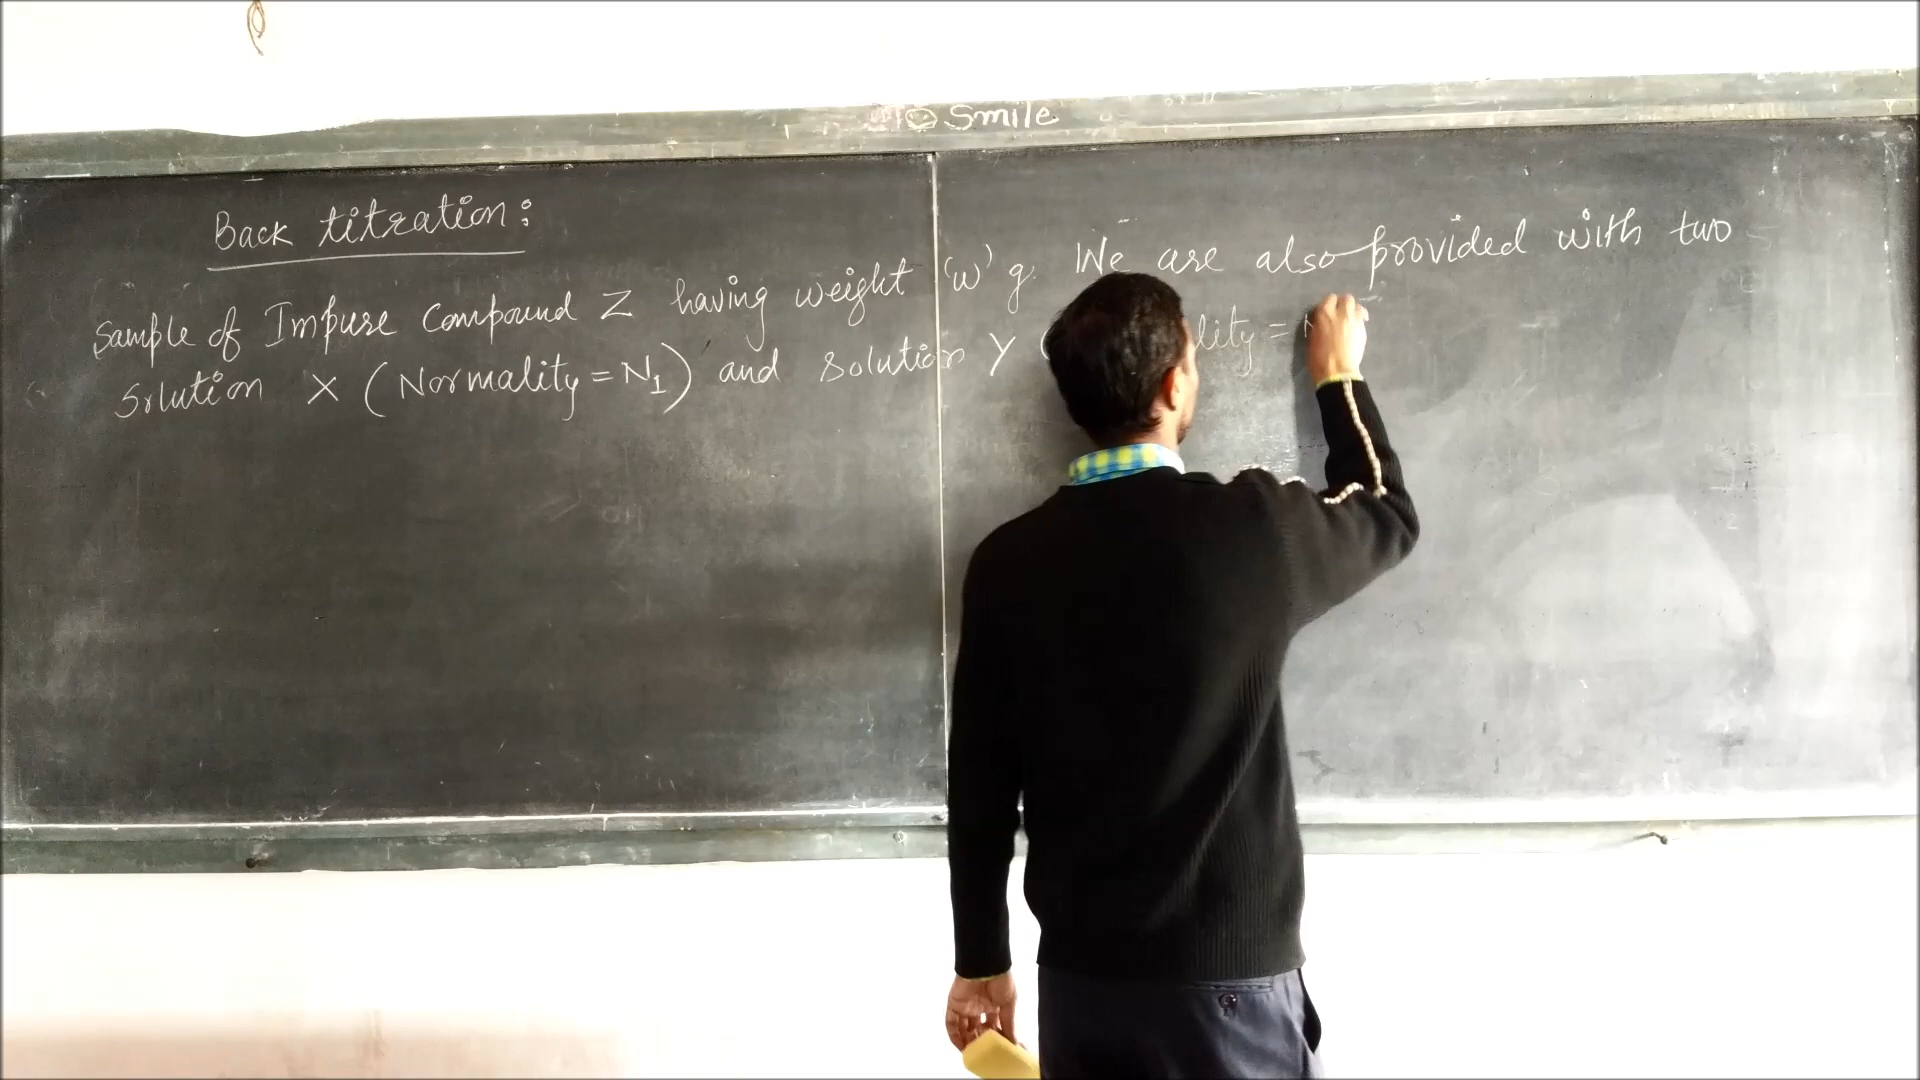 Smile
Back titration:
Sample of Impure Compound Z having weight 'w' g. We are also provided with two
Solution X (Normality = N1) and Solution Y